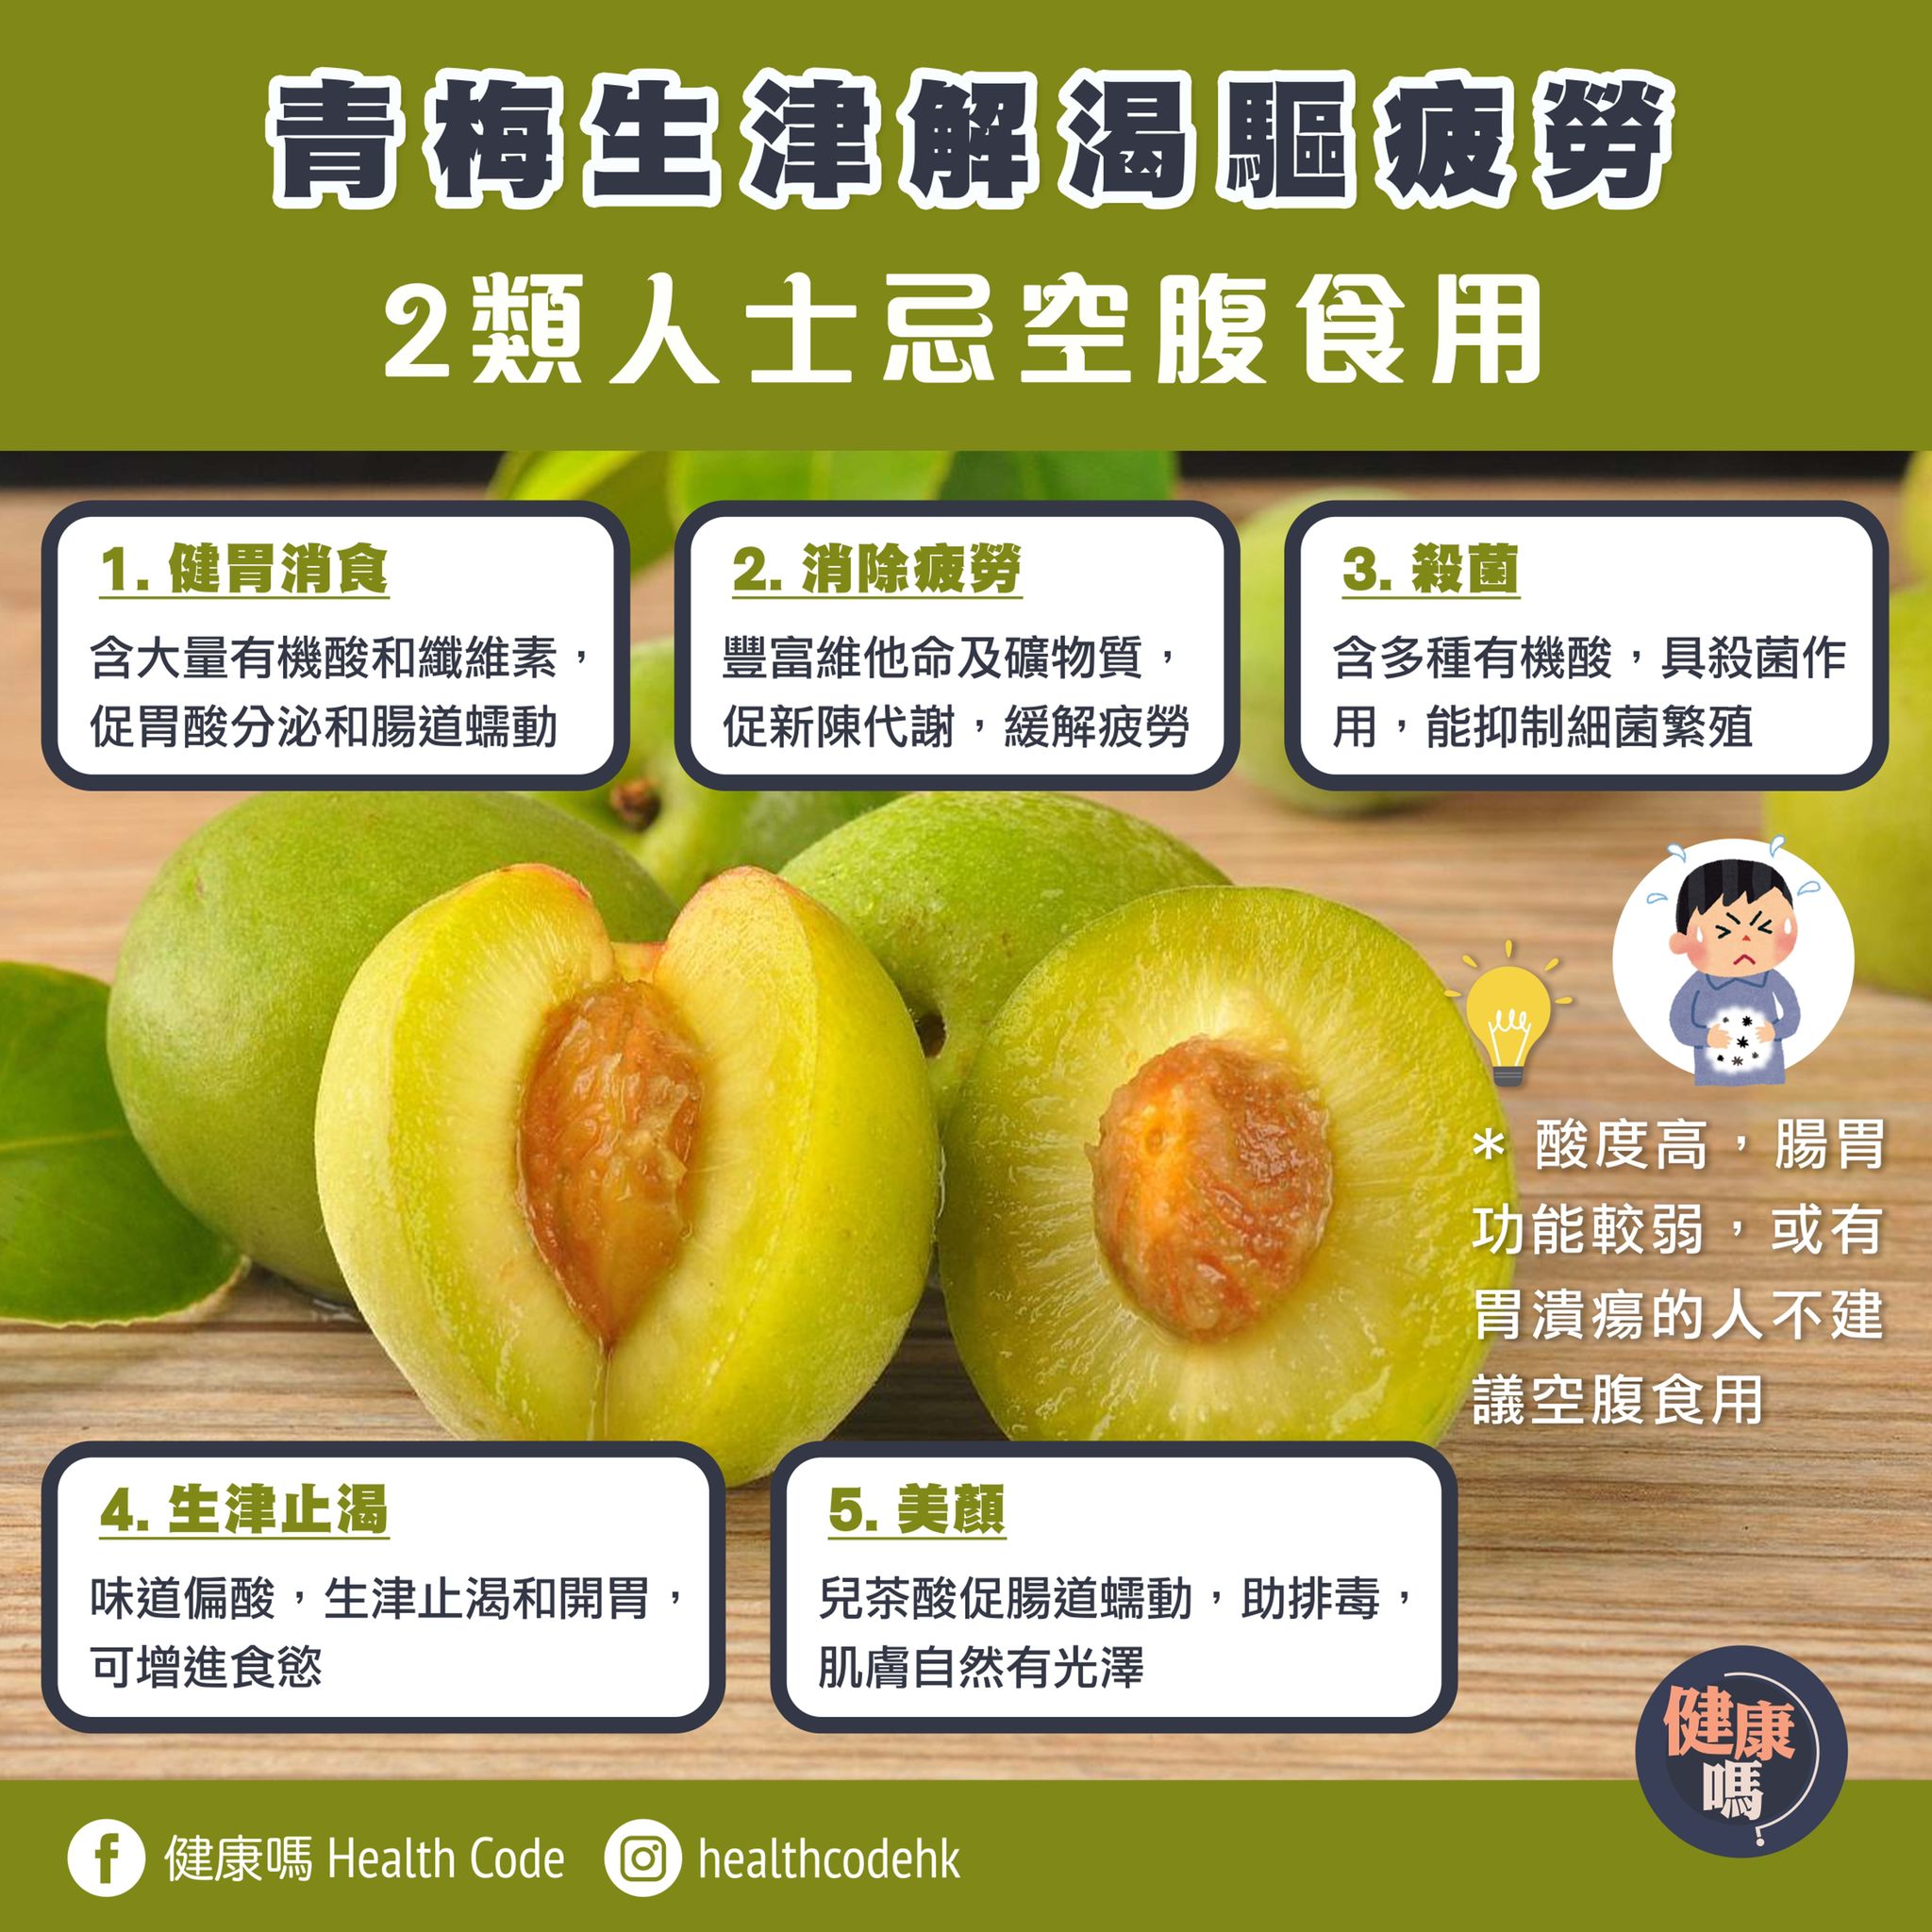 青梅生津解渴驅疲勞
2類人士忌空腹食用
1. 健胃消食
含大量有機酸和纖維素，
促胃酸分泌和腸道蠕動
2. 消除疲勞
豐富維他命及礦物質，
促新陳代謝，緩解疲勞
3. 殺菌
含多種有機酸，具殺菌作
用，能抑制細菌繁殖
* 酸度高，腸胃
功能較弱，或有
胃潰瘍的人不建
議空腹食用
4. 生津止渴
味道偏酸，生津止渴和開胃，
可增進食慾
5. 美顏
兒茶酸促腸道蠕動，助排毒，
肌膚自然有光澤
健康
嗎?
健康嗎 Health Code
healthcodehk